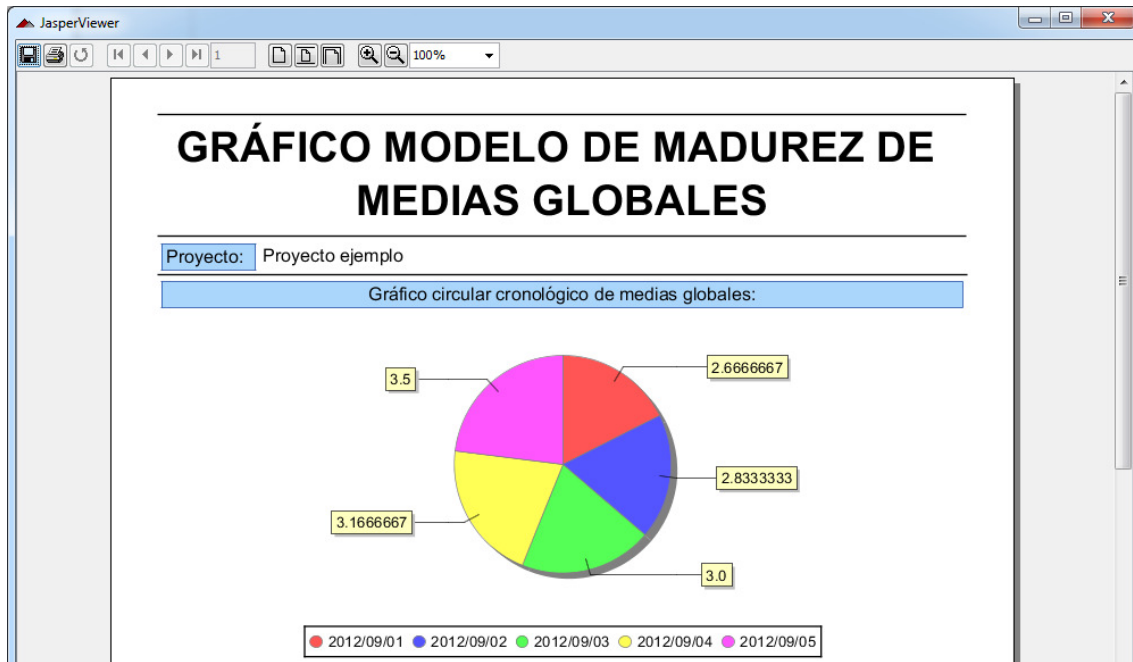 JasperViewer
1
100%
GRÁFICO MODELO DE MADUREZ DE
MEDIAS GLOBALES
Proyecto: Proyecto ejemplo
Gráfico circular cronológico de medias globales:
2.6666667
3.5
2.8333333
3.1666667
3.0
2012/09/01 2012/09/02 2012/09/03 2012/09/04 2012/09/05